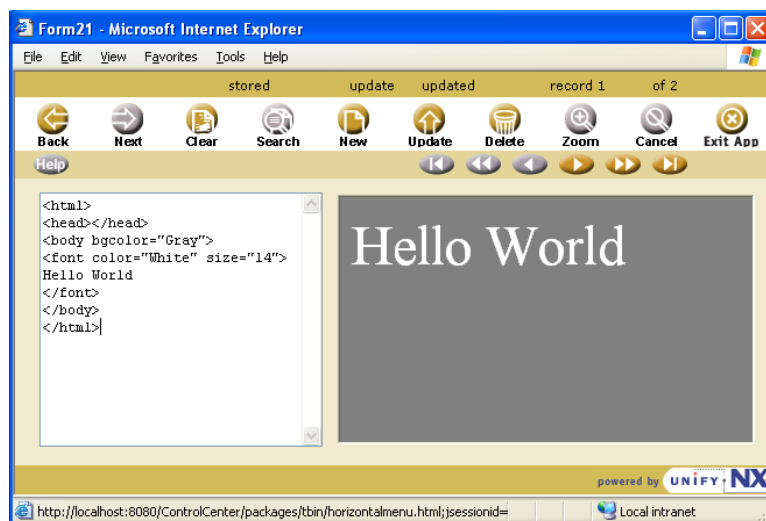 Form21 - Microsoft Internet Explorer
File Edit View Favorites Tools Help
stored update updated record 1 of 2
Back Next Clear Search New Update Delete Zoom Cancel Exit App
Help
<html>
<head></head>
<body bgcolor="Gray">
<font color="White" size="14">
Hello World
</font>
</body>
</html>
Hello World
powered by UNIFY NX
http://localhost:8080/ControlCenter/packages/tbin/horizontalmenu.html;jsessionid= Local intranet